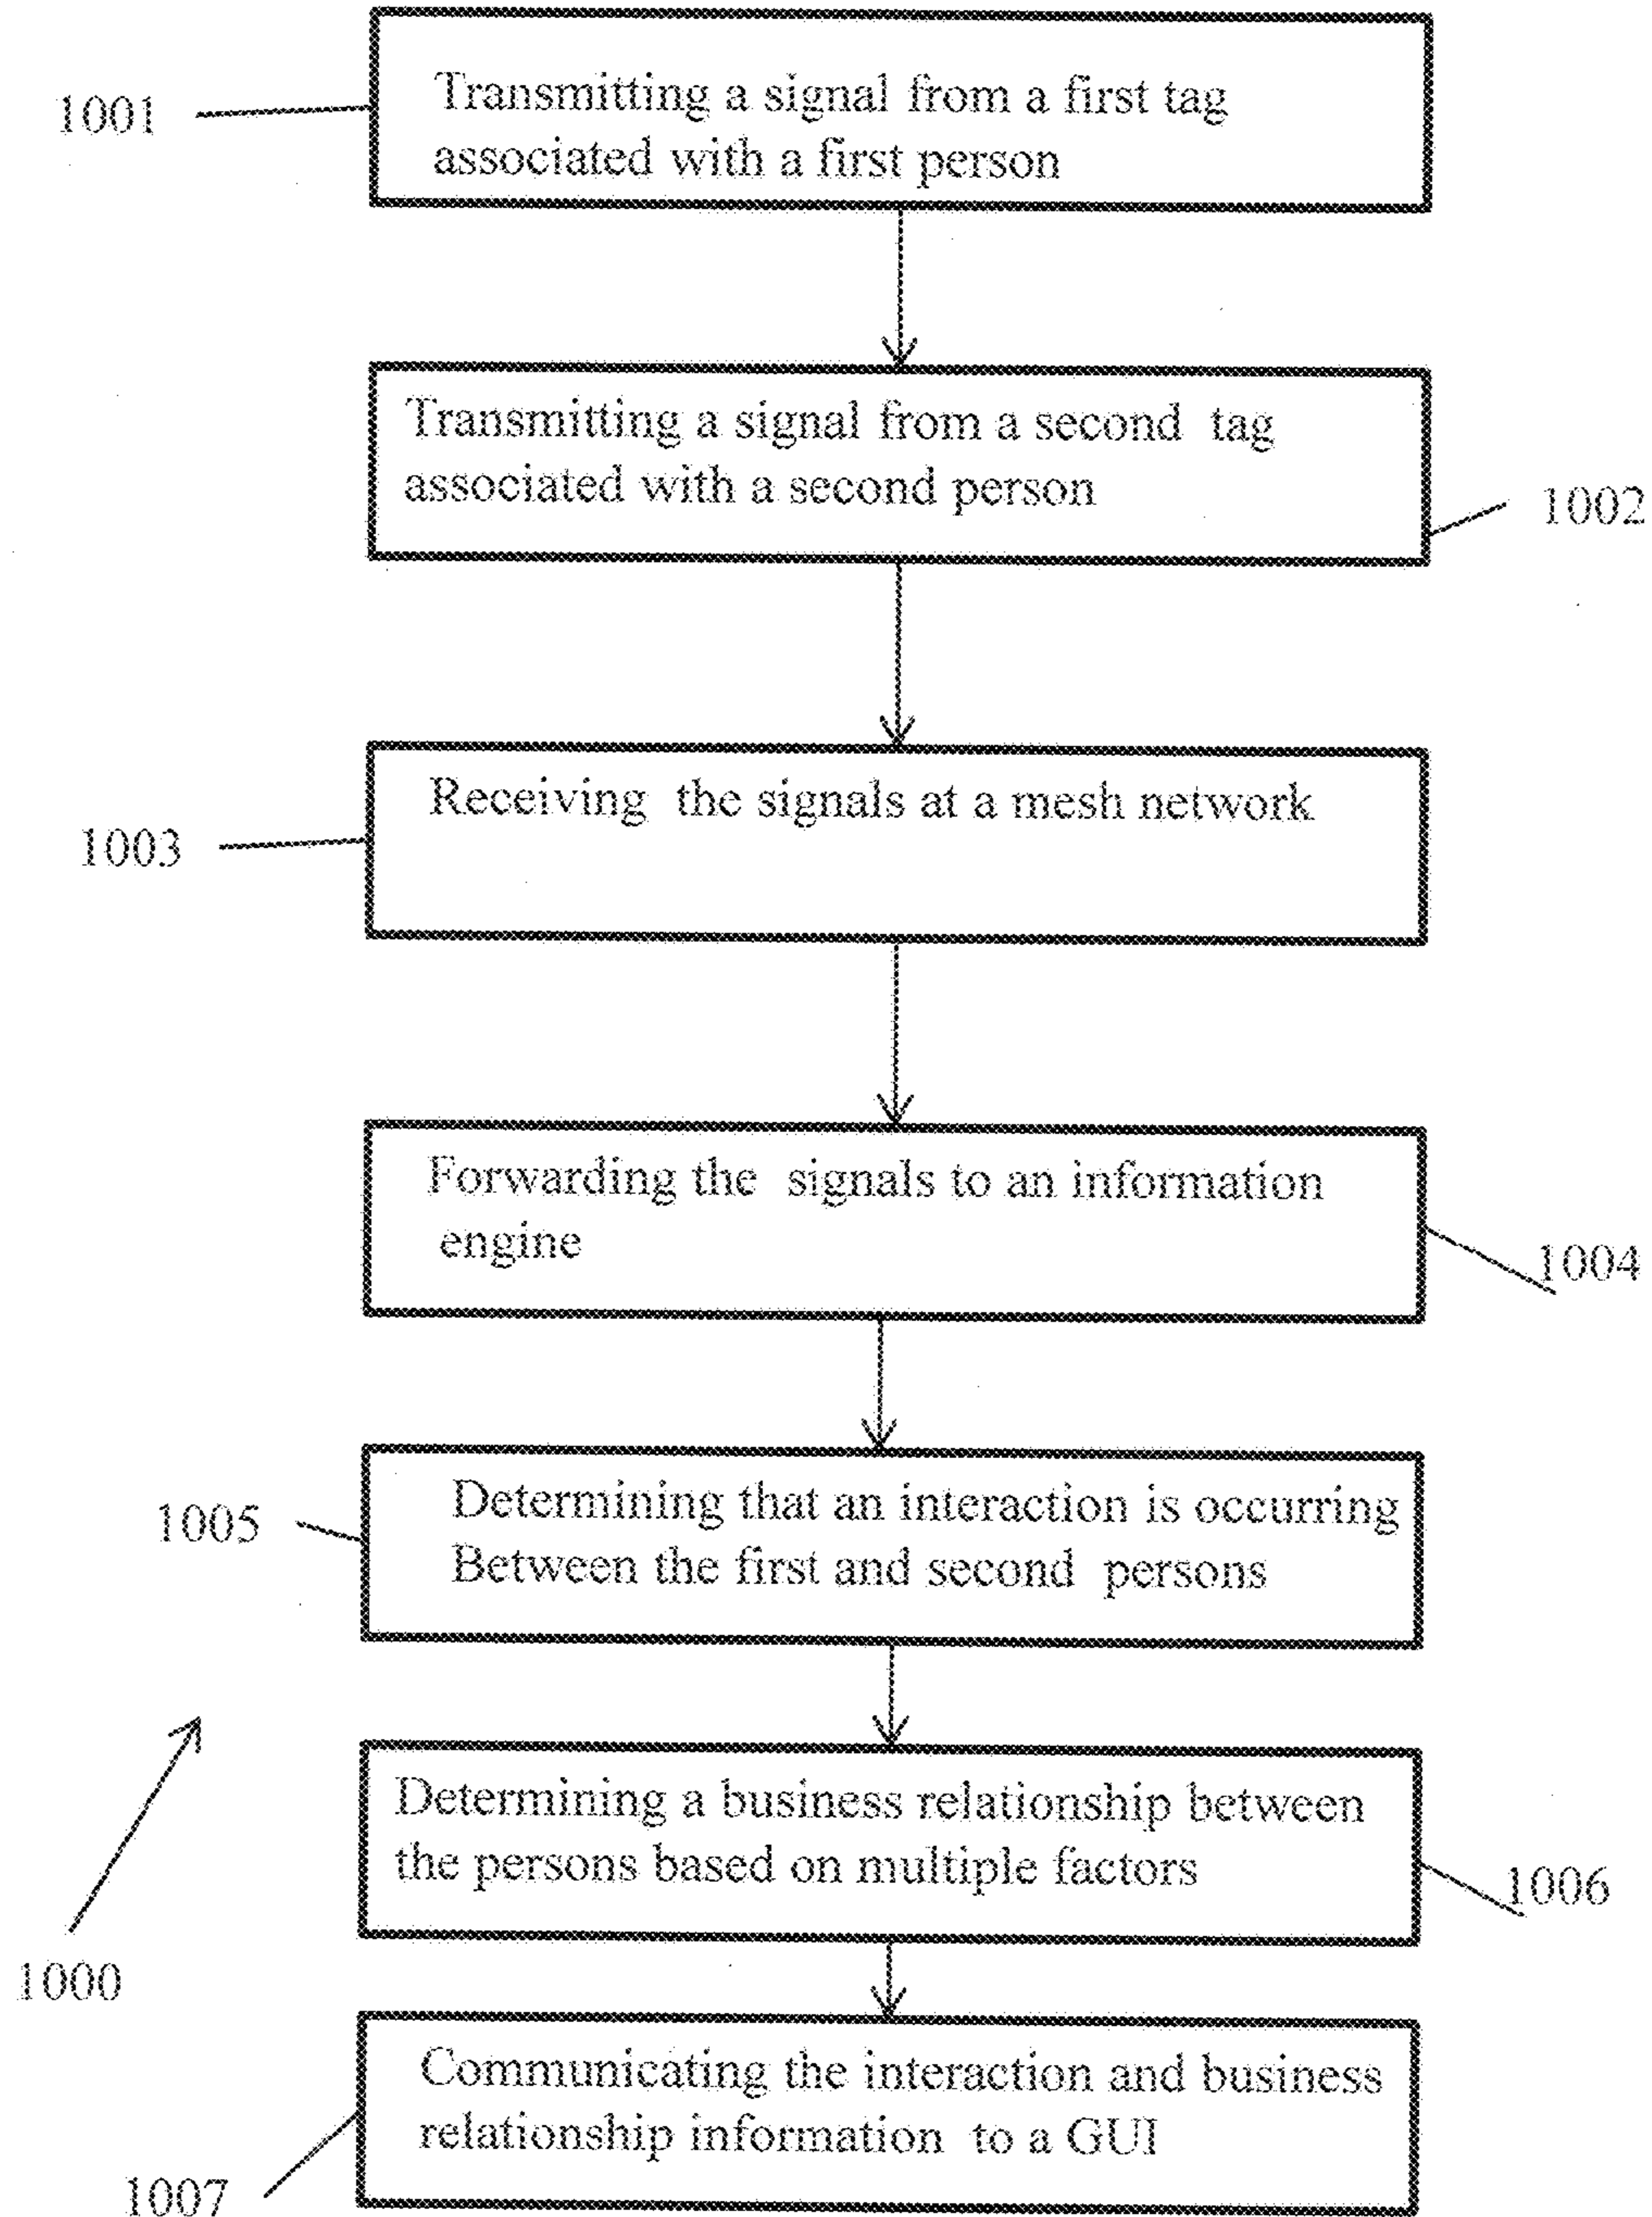 1001
Transmitting a signal from a first tag
associated with a first person
Transmitting a signal from a second tag
associated with a second person
1002
Receiving the signals at a mesh network
1003
Forwarding the signals to an information
engine
1004
Determining that an interaction is occurring
Between the first and second persons
1005
Determining a business relationship between
the persons based on multiple factors
1006
1000
Communicating the interaction and business
relationship information to a GUI
1007